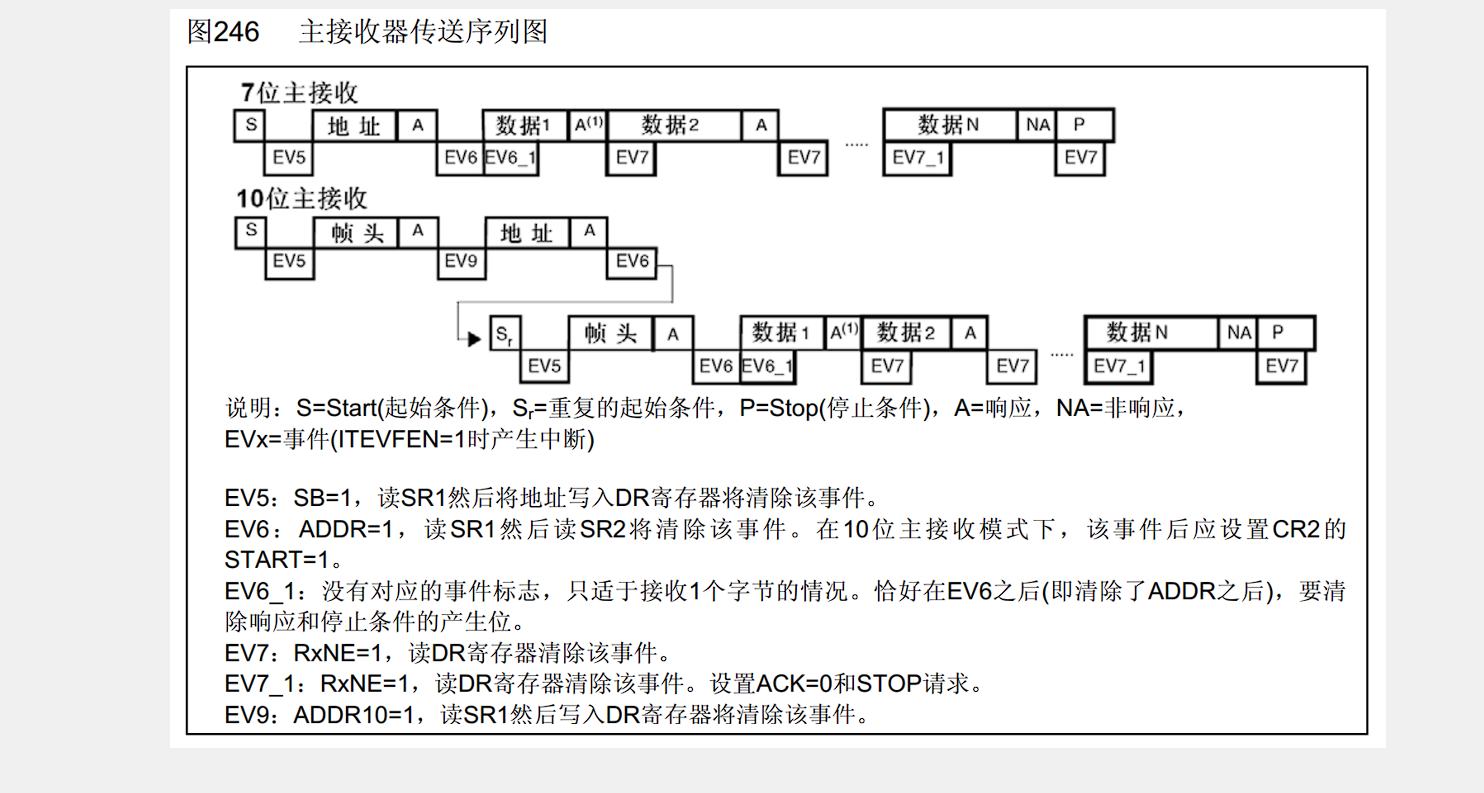 图246 主接收器传送序列图
7位主接收
S 地址 A 数据1 A(1) 数据2 A ..... 数据N NA P
EV5 EV6 EV6_1 EV7 EV7 EV7_1 EV7
10位主接收
S 帧头 A 地址 A
EV5 EV9 EV6
Sr 帧头 A 数据1 A(1) 数据2 A ..... 数据N NA P
EV5 EV6 EV6_1 EV7 EV7 EV7_1 EV7
说明：S=Start(起始条件)，Sr=重复的起始条件，P=Stop(停止条件)，A=响应，NA=非响应，
EVx=事件(ITEVFEN=1时产生中断)
EV5：SB=1，读SR1然后将地址写入DR寄存器将清除该事件。
EV6：ADDR=1，读SR1然后读SR2将清除该事件。在10位主接收模式下，该事件后应设置CR2的
START=1。
EV6_1：没有对应的事件标志，只适于接收1个字节的情况。恰好在EV6之后(即清除了ADDR之后)，要清
除响应和停止条件的产生位。
EV7：RxNE=1，读DR寄存器清除该事件。
EV7_1：RxNE=1，读DR寄存器清除该事件。设置ACK=0和STOP请求。
EV9：ADDR10=1，读SR1然后写入DR寄存器将清除该事件。